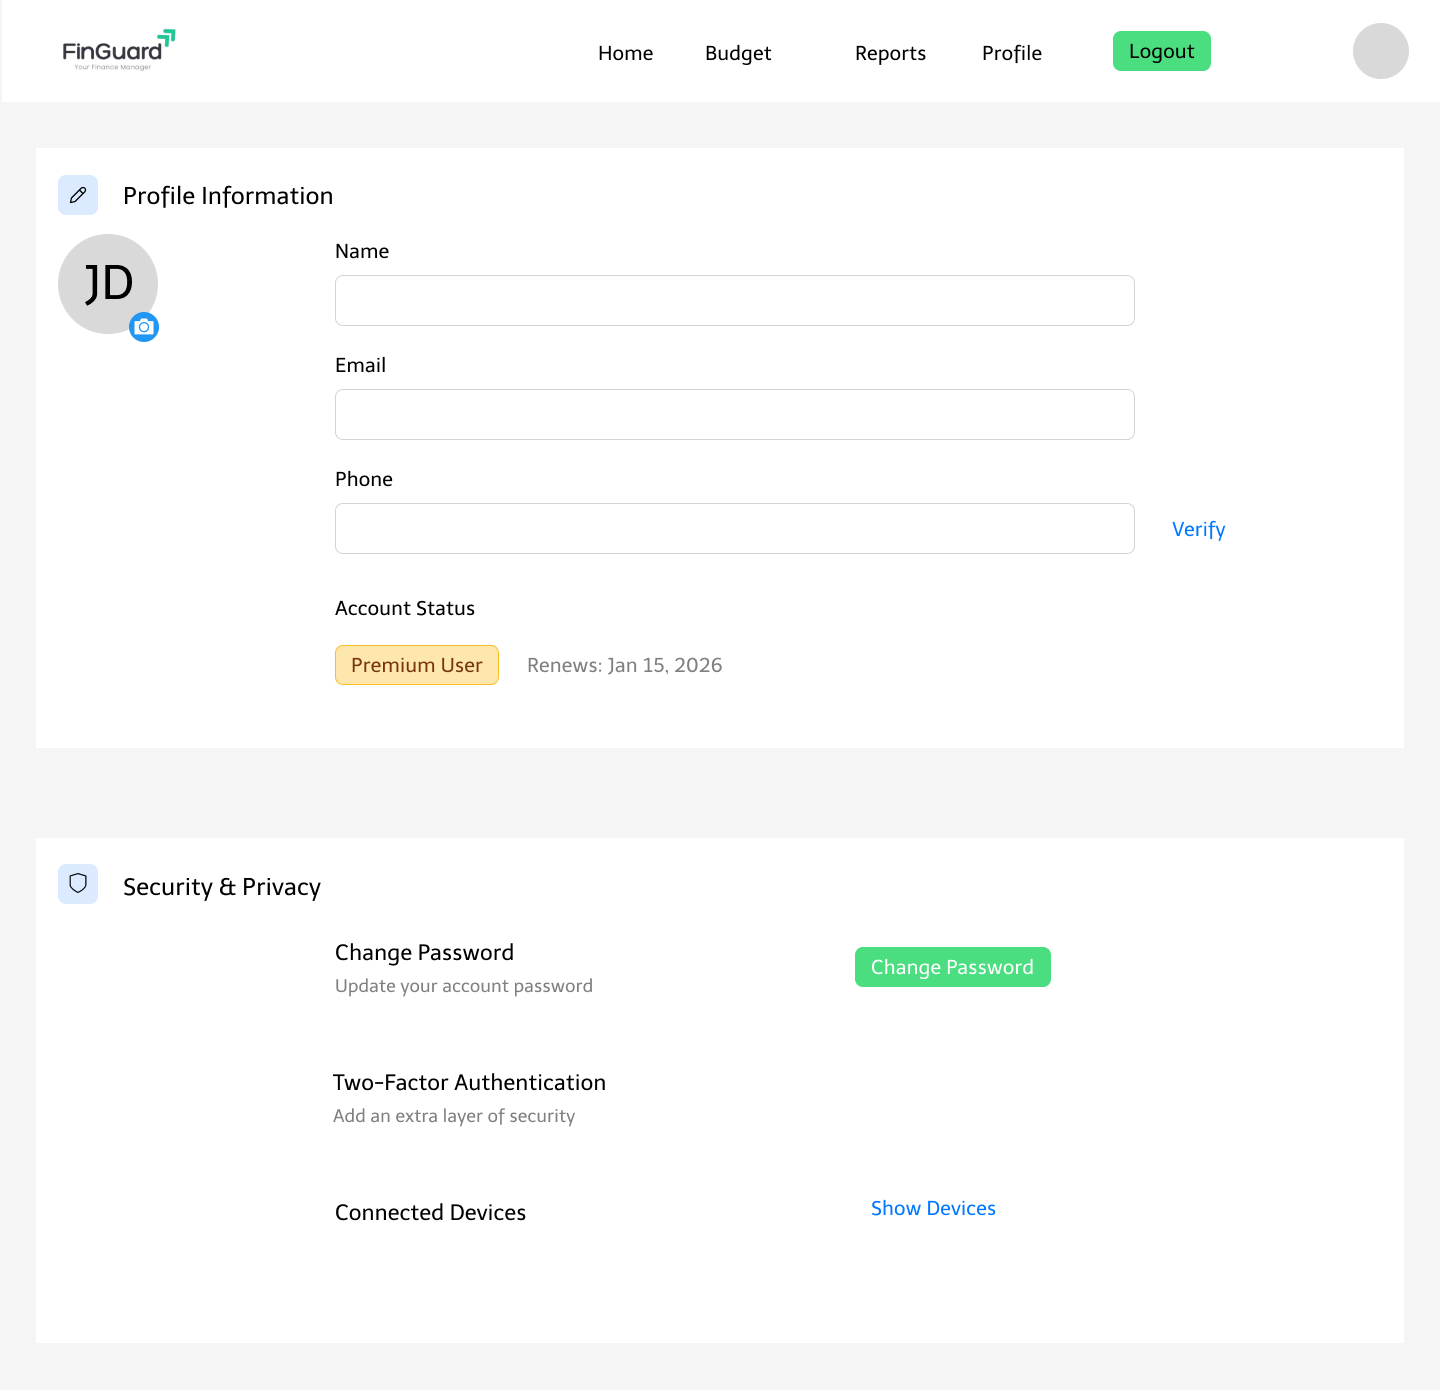 FinGuard
Your Finance Manager
Home
Budget
Reports
Profile
Logout
Profile Information
JD
Name
Email
Phone
Verify
Account Status
Premium User
Renews: Jan 15, 2026
Security & Privacy
Change Password
Update your account password
Change Password
Two-Factor Authentication
Add an extra layer of security
Connected Devices
Show Devices